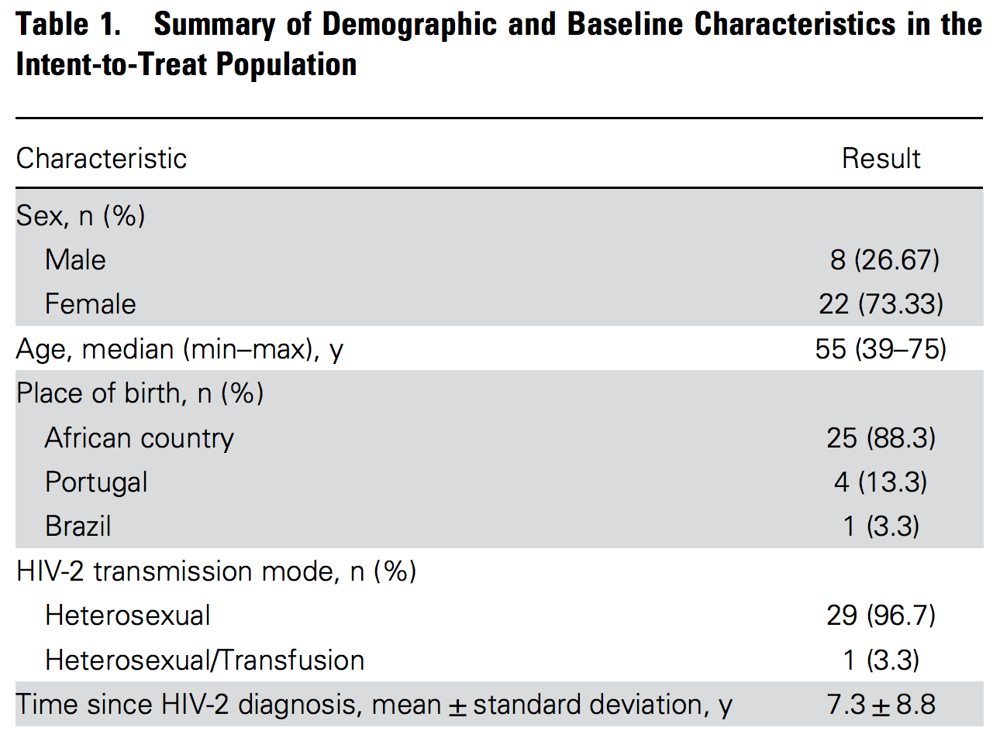 Table 1. Summary of Demographic and Baseline Characteristics in the
Intent-to-Treat Population
Characteristic Result
Sex, n (%)
Male 8 (26.67)
Female 22 (73.33)
Age, median (min–max), y 55 (39–75)
Place of birth, n (%)
African country 25 (88.3)
Portugal 4 (13.3)
Brazil 1 (3.3)
HIV-2 transmission mode, n (%)
Heterosexual 29 (96.7)
Heterosexual/Transfusion 1 (3.3)
Time since HIV-2 diagnosis, mean ± standard deviation, y 7.3 ± 8.8